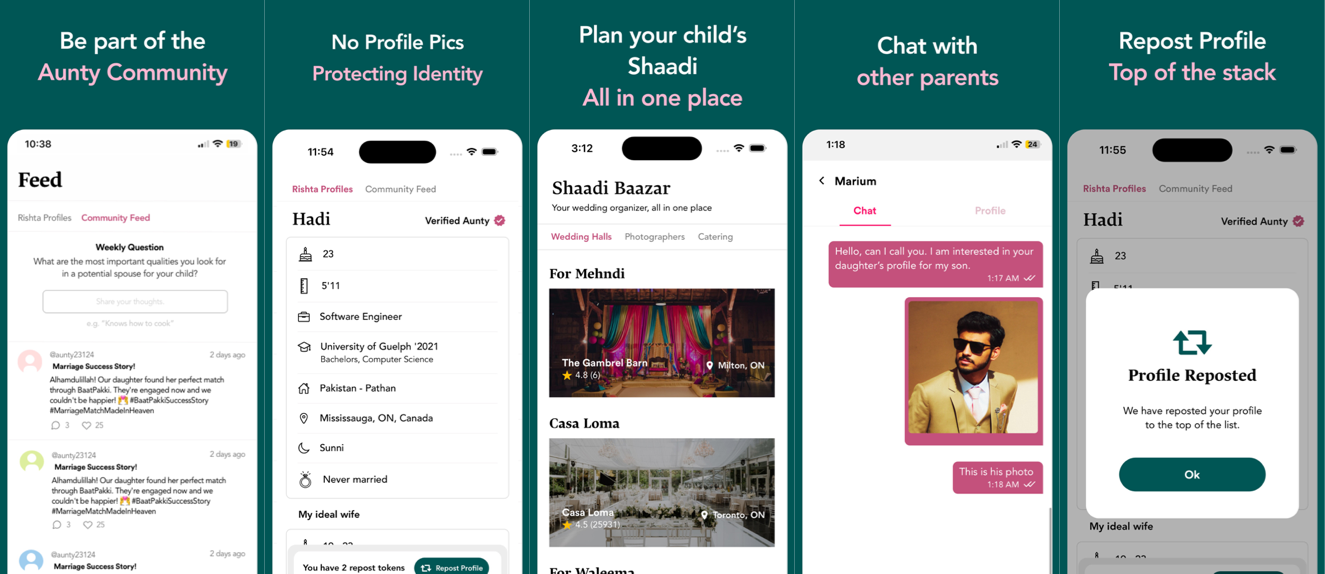 Be part of the
Aunty Community
10:38
19
Feed
Rishta Profiles
Community Feed
Weekly Question
What are the most important qualities you look for
in a potential spouse for your child?
Share your thoughts.
e.g. "Knows how to cook"
@aunty23124
2 days ago
Marriage Success Story!
Alhamdulillah! Our daughter found her perfect match
through BaatPakki. They're engaged now and we
couldn't be happier! #BaatPakkiSuccessStory
#MarriageMatchMadeInHeaven
3
25
@aunty23124
2 days ago
Marriage Success Story!
Alhamdulillah! Our daughter found her perfect match
through BaatPakki. They're engaged now and we
couldn't be happier! #BaatPakkiSuccessStory
#MarriageMatchMadeInHeaven
3
25
@aunty23124
2 days ago
Marriage Success Story!
No Profile Pics
Protecting Identity
11:54
Rishta Profiles
Community Feed
Hadi
Verified Aunty
23
5'11
Software Engineer
University of Guelph '2021
Bachelors, Computer Science
Pakistan - Pathan
Mississauga, ON, Canada
Sunni
Never married
My ideal wife
You have 2 repost tokens
Repost Profile
Plan your child's
Shaadi
All in one place
3:12
Shaadi Baazar
Your wedding organizer, all in one place
Wedding Halls
Photographers
Catering
For Mehndi
The Gambrel Barn
4.8 (6)
Milton, ON
Casa Loma
Casa Loma
4.5 (25931)
Toronto, ON
For Waleema
Chat with
other parents
1:18
24
Marium
Chat
Profile
Hello, can I call you. I am interested in your
daughter's profile for my son.
1:17 AM
This is his photo
1:18 AM
Repost Profile
Top of the stack
11:55
Rishta Profiles
Community Feed
Hadi
Verified Aunty
23
5'11
Profile Reposted
We have reposted your profile
to the top of the list.
Ok
My ideal wife